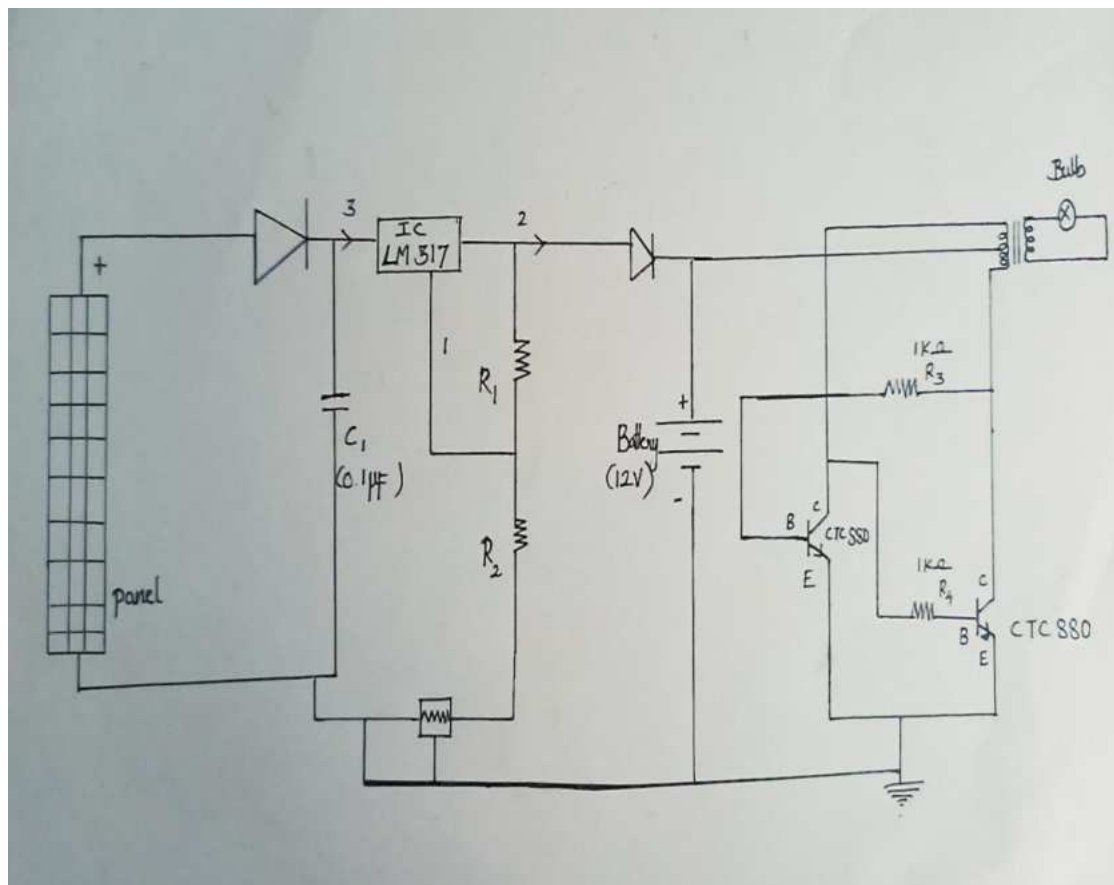 Bulb
+
3
IC
LM 317
2
1
R1
C1
(0.1μF)
R2
panel
+
Battery
(12V)
-
1KΩ
R3
C
B
CTC 880
E
1KΩ
R4
C
B
E
CTC 880